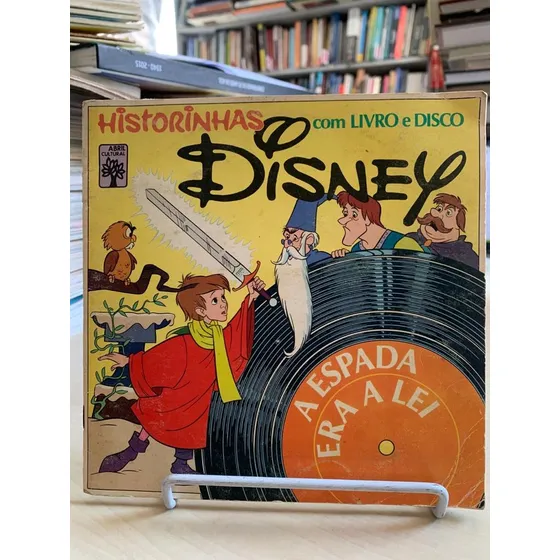 HISTORINHAS
com LIVRO e DISCO
DISNEY
ABRIL
CULTURAL
A ESPADA
ERA A LEI